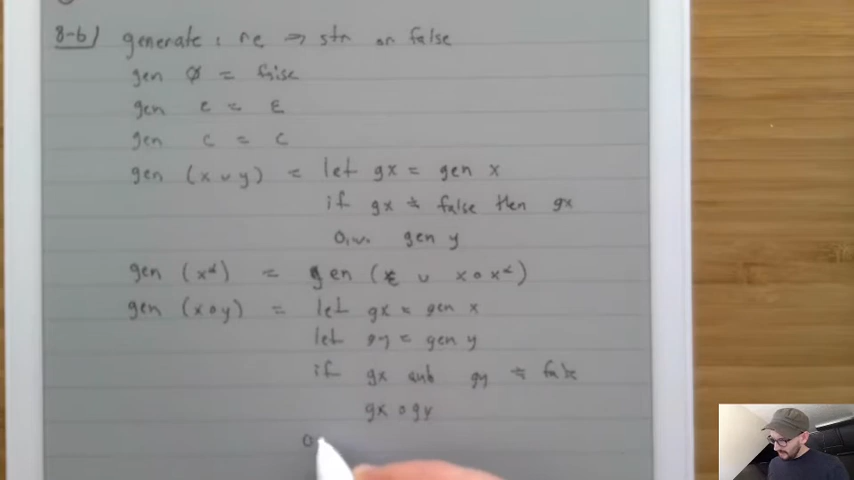 8-6) generate : re → str or false
gen ∅ = false
gen ε = ε
gen c = c
gen (x ∪ y) = let gx = gen x
if gx ≠ false then gx
o.w. gen y
gen (x*) = gen (ε ∪ x ∘ x*)
gen (x∘y) = let gx = gen x
let gy = gen y
if gx and gy ≠ false
gx ∘ gy
o